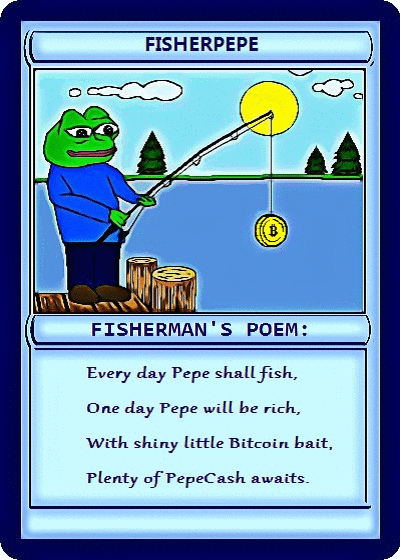 FISHERPEPE
₿
FISHERMAN'S POEM:
Every day Pepe shall fish,
One day Pepe will be rich,
With shiny little Bitcoin bait,
Plenty of PepeCash awaits.